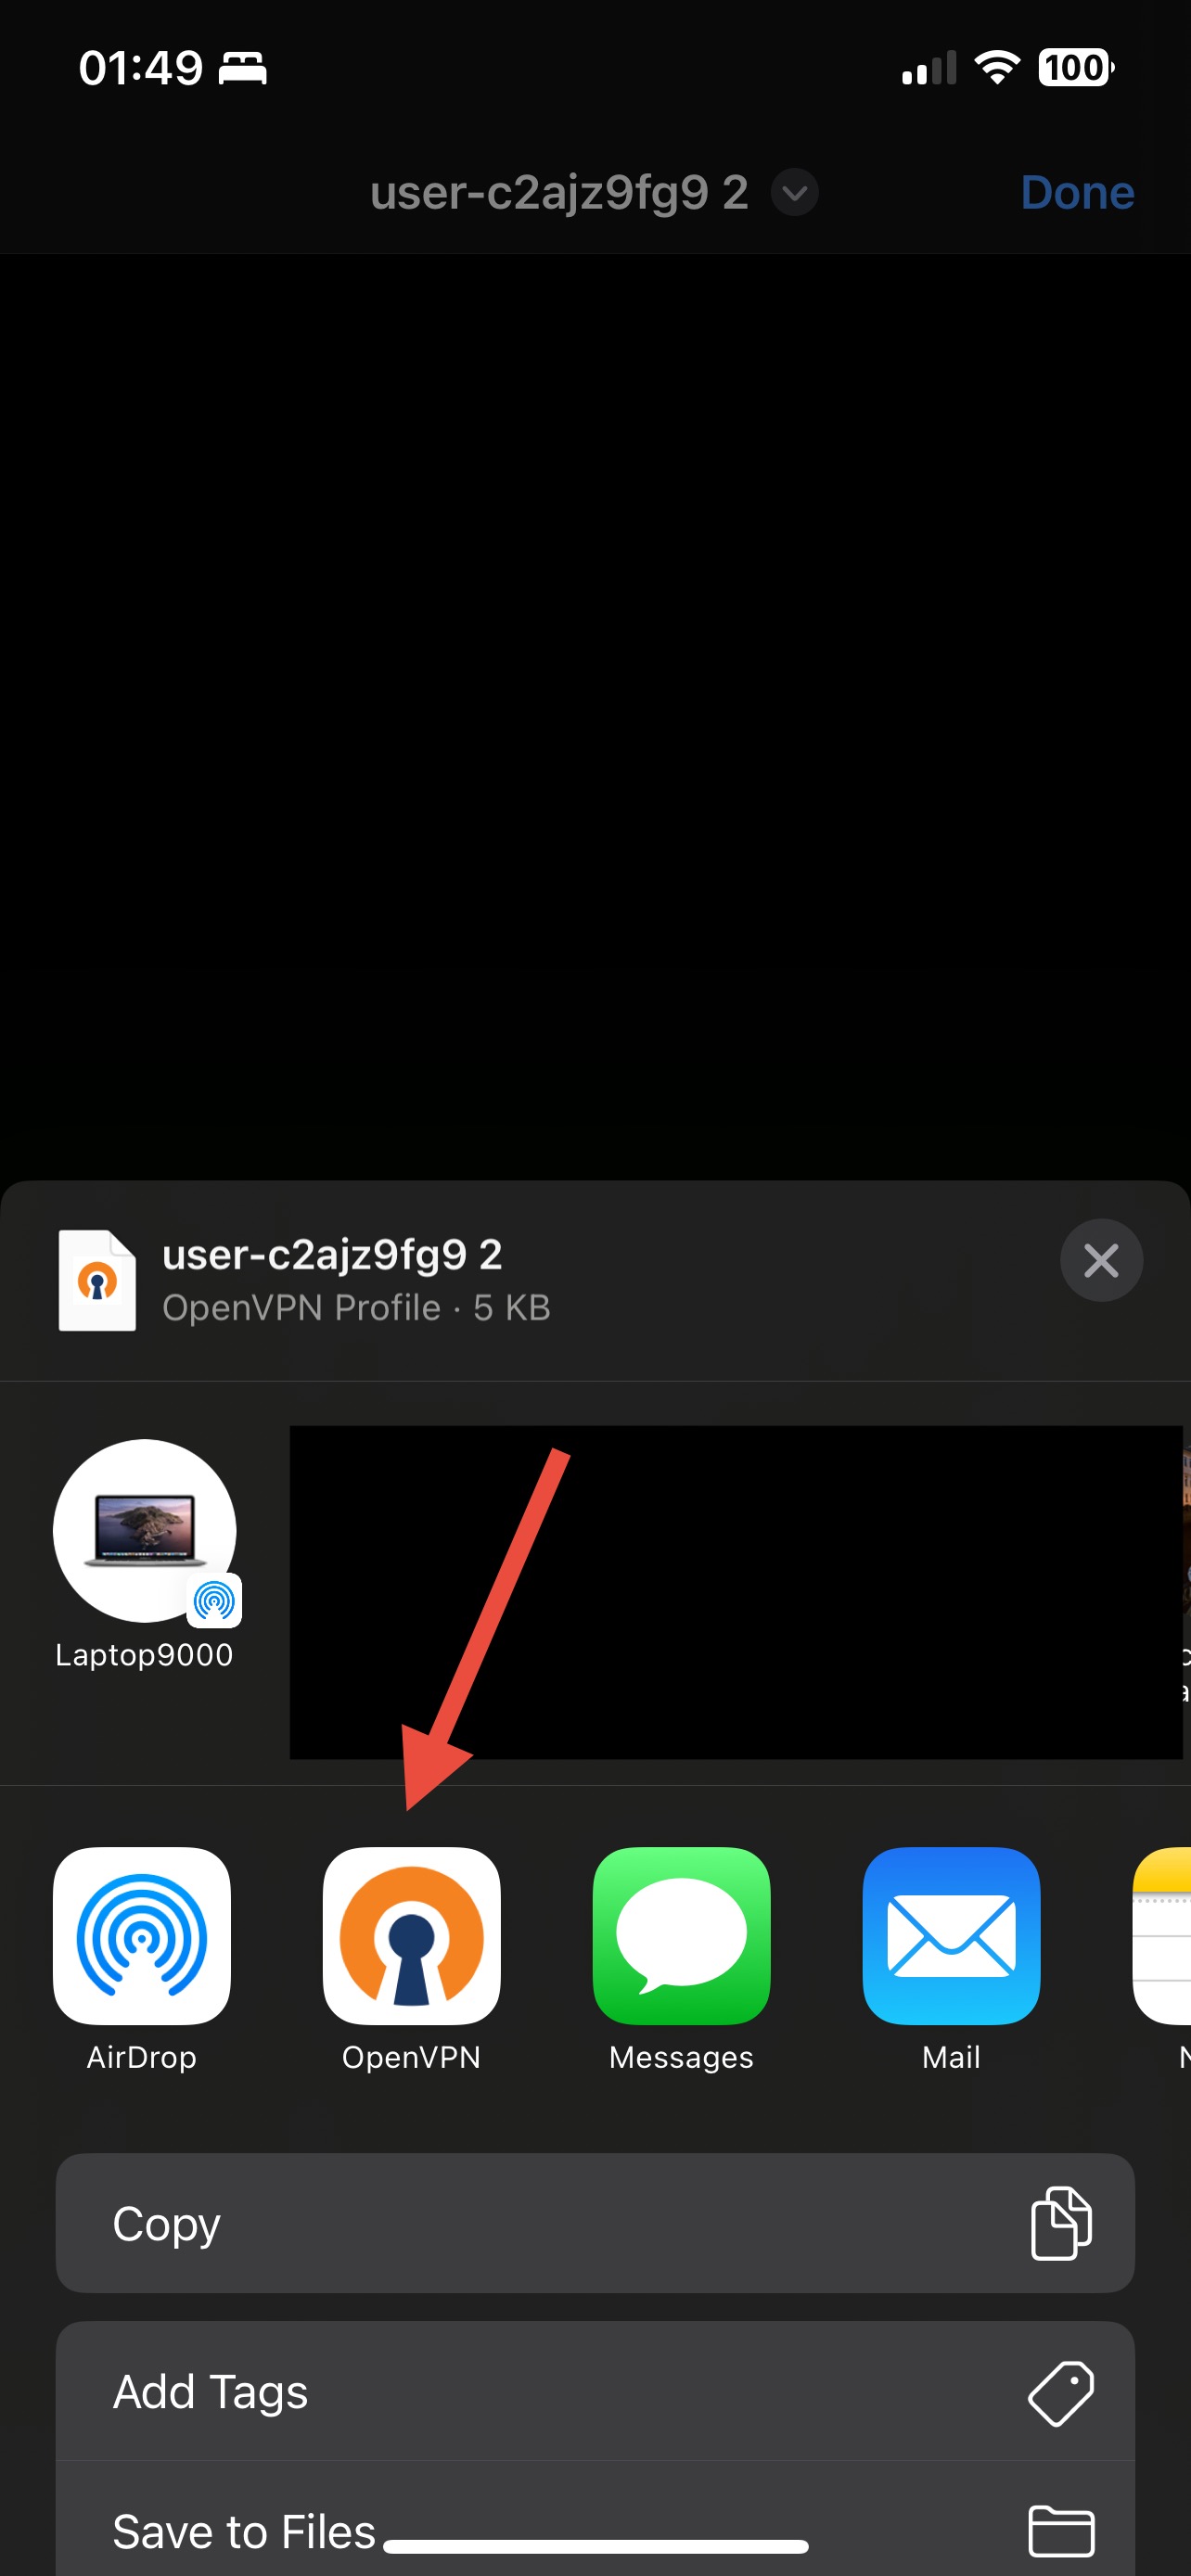 01:49
100
user-c2ajz9fg9 2
Done
user-c2ajz9fg9 2
OpenVPN Profile · 5 KB
Laptop9000
AirDrop
OpenVPN
Messages
Mail
Copy
Add Tags
Save to Files